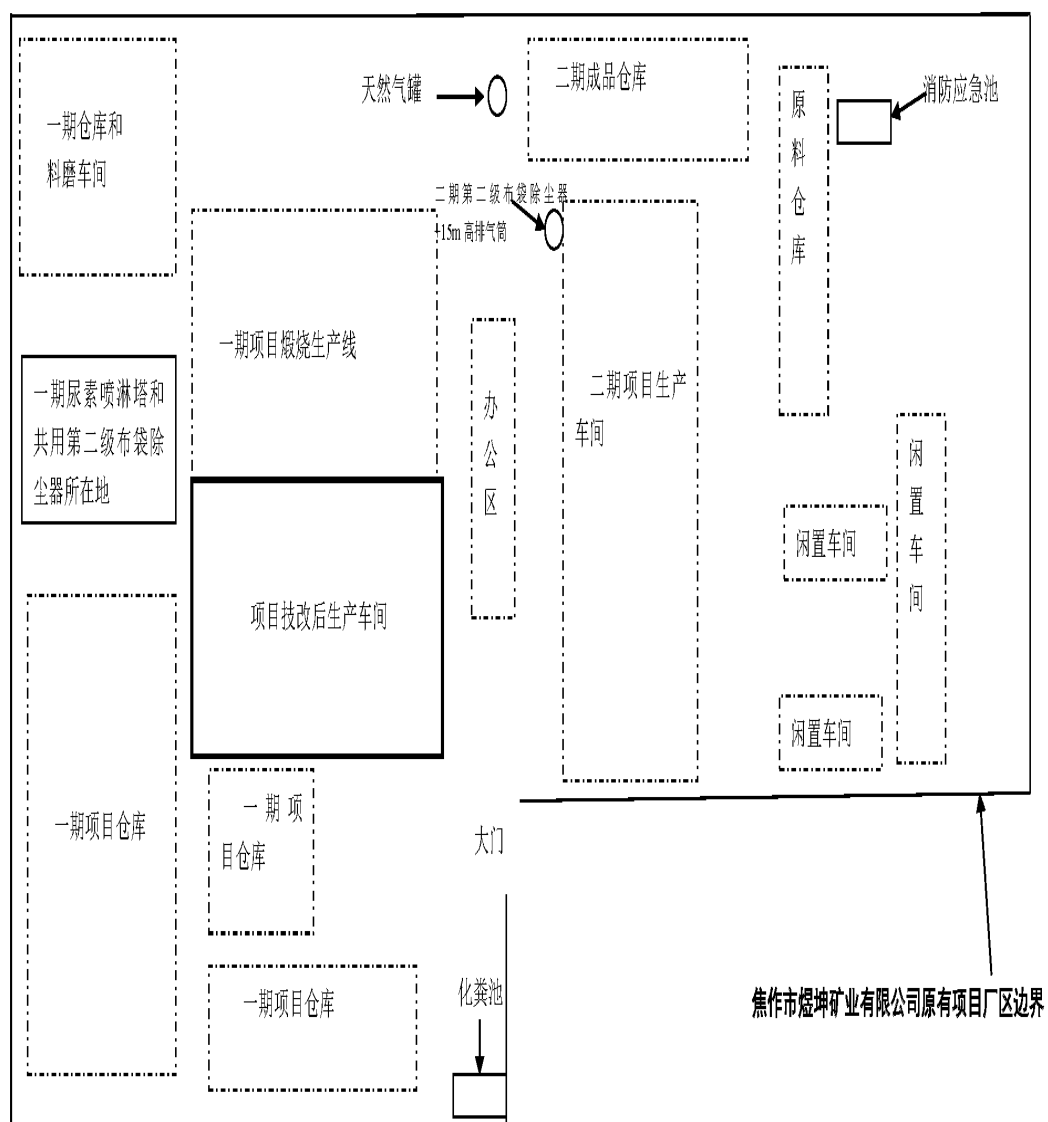 天然气罐
二期成品仓库
消防应急池
一期仓库和
料磨车间
原
料
仓
库
二期第二级布袋除尘器
+15m 高排气筒
一期项目煅烧生产线
一期尿素喷淋塔和
共用第二级布袋除
尘器所在地
办
公
区
二期项目生产
车间
闲
置
车
间
闲置车间
项目技改后生产车间
闲置车间
一期项
目仓库
一期项目仓库
大门
化粪池
一期项目仓库
焦作市煜坤矿业有限公司原有项目厂区边界